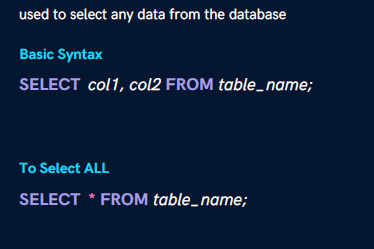 used to select any data from the database
Basic Syntax
SELECT col1, col2 FROM table_name;
To Select ALL
SELECT * FROM table_name;